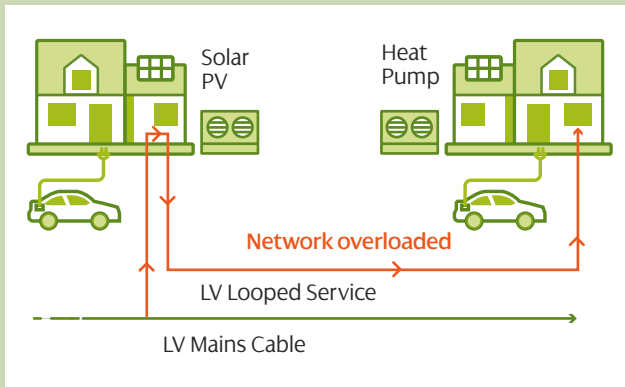 Solar
PV
Heat
Pump
Network overloaded
LV Looped Service
LV Mains Cable